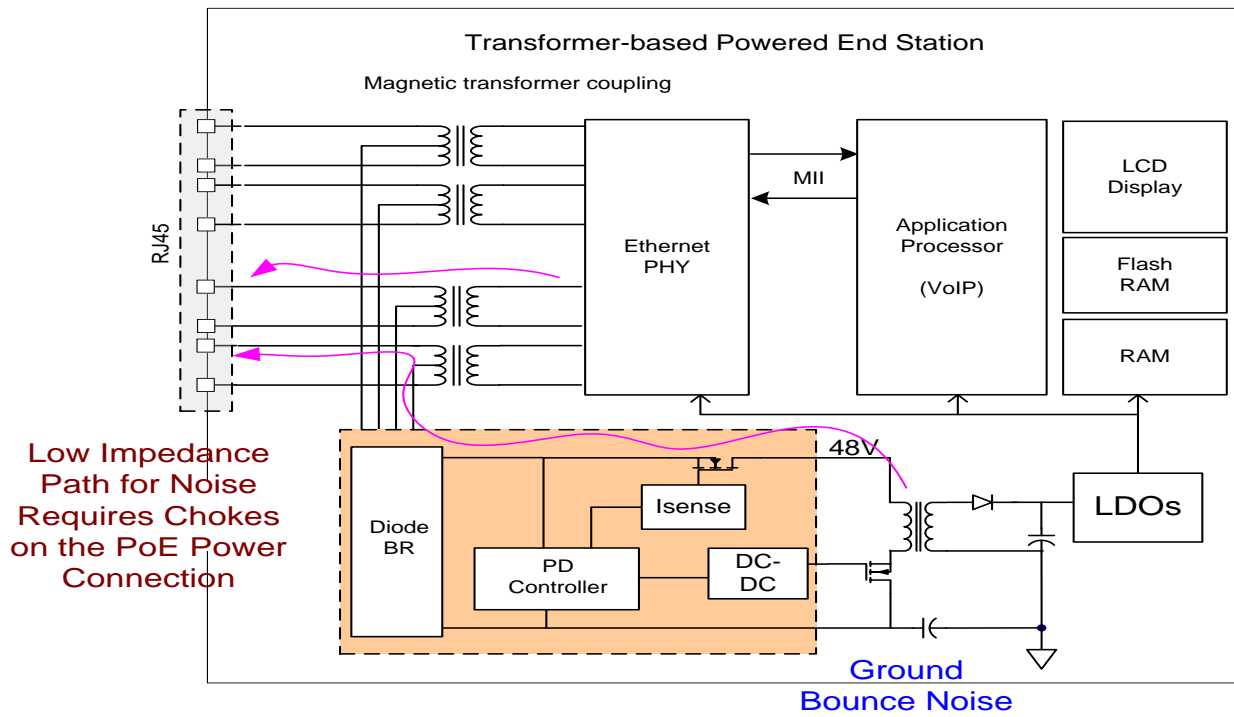 Transformer-based Powered End Station
Magnetic transformer coupling
RJ45
Ethernet
PHY
MII
Application
Processor
(VoIP)
LCD
Display
Flash
RAM
RAM
Low Impedance
Path for Noise
Requires Chokes
on the PoE Power
Connection
48V
Diode
BR
Isense
PD
Controller
DC-
DC
LDOs
Ground
Bounce Noise